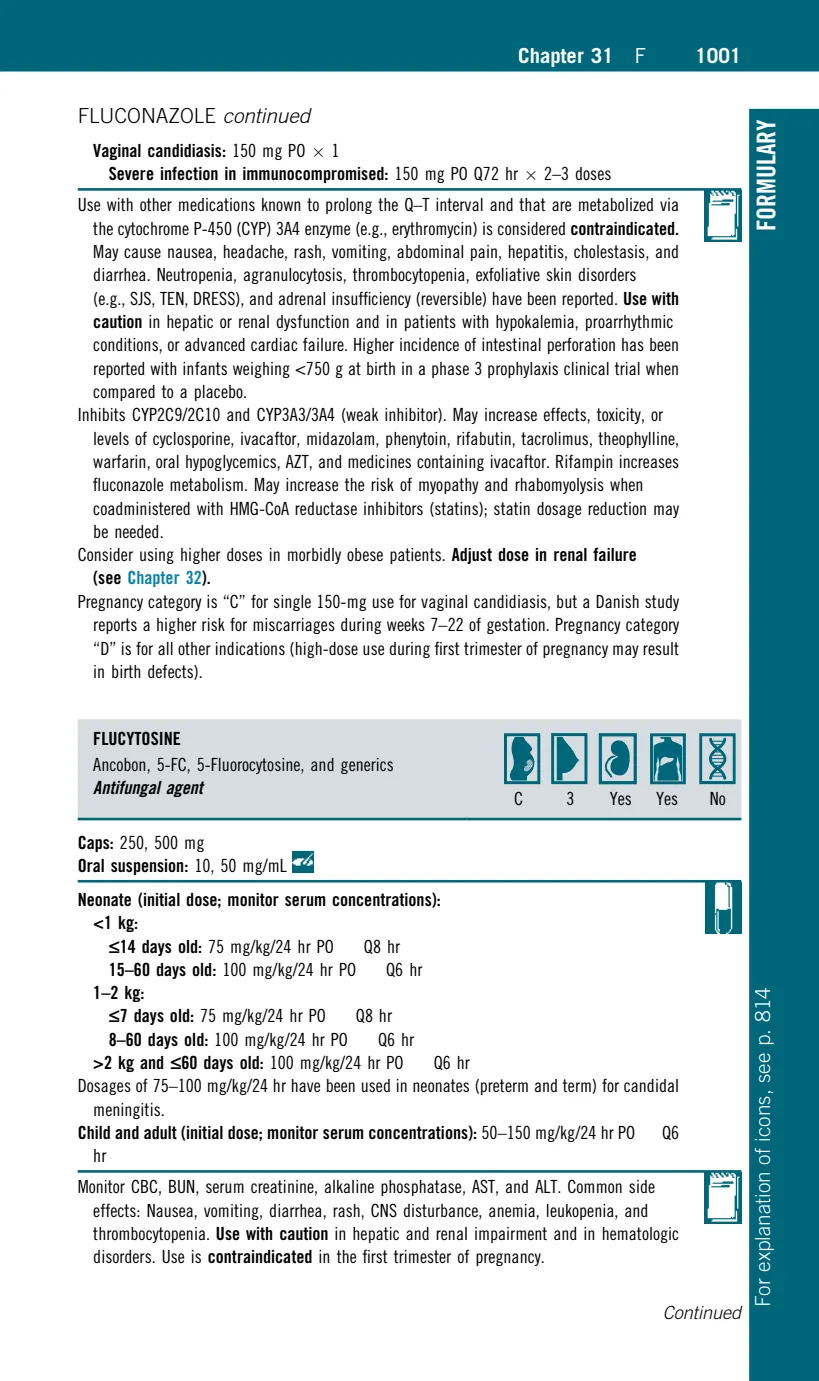 Chapter 31 F 1001
FLUCONAZOLE continued
Vaginal candidiasis: 150 mg PO × 1
Severe infection in immunocompromised: 150 mg PO Q72 hr × 2–3 doses
Use with other medications known to prolong the Q–T interval and that are metabolized via
the cytochrome P-450 (CYP) 3A4 enzyme (e.g., erythromycin) is considered contraindicated.
May cause nausea, headache, rash, vomiting, abdominal pain, hepatitis, cholestasis, and
diarrhea. Neutropenia, agranulocytosis, thrombocytopenia, exfoliative skin disorders
(e.g., SJS, TEN, DRESS), and adrenal insufficiency (reversible) have been reported. Use with
caution in hepatic or renal dysfunction and in patients with hypokalemia, proarrhythmic
conditions, or advanced cardiac failure. Higher incidence of intestinal perforation has been
reported with infants weighing <750 g at birth in a phase 3 prophylaxis clinical trial when
compared to a placebo.
Inhibits CYP2C9/2C10 and CYP3A3/3A4 (weak inhibitor). May increase effects, toxicity, or
levels of cyclosporine, ivacaftor, midazolam, phenytoin, rifabutin, tacrolimus, theophylline,
warfarin, oral hypoglycemics, AZT, and medicines containing ivacaftor. Rifampin increases
fluconazole metabolism. May increase the risk of myopathy and rhabomyolysis when
coadministered with HMG-CoA reductase inhibitors (statins); statin dosage reduction may
be needed.
Consider using higher doses in morbidly obese patients. Adjust dose in renal failure
(see Chapter 32).
Pregnancy category is “C” for single 150-mg use for vaginal candidiasis, but a Danish study
reports a higher risk for miscarriages during weeks 7–22 of gestation. Pregnancy category
“D” is for all other indications (high-dose use during first trimester of pregnancy may result
in birth defects).
FLUCYTOSINE
Ancobon, 5-FC, 5-Fluorocytosine, and generics
Antifungal agent
C 3 Yes Yes No
Caps: 250, 500 mg
Oral suspension: 10, 50 mg/mL
Neonate (initial dose; monitor serum concentrations):
<1 kg:
≤14 days old: 75 mg/kg/24 hr PO Q8 hr
15–60 days old: 100 mg/kg/24 hr PO Q6 hr
1–2 kg:
≤7 days old: 75 mg/kg/24 hr PO Q8 hr
8–60 days old: 100 mg/kg/24 hr PO Q6 hr
>2 kg and ≤60 days old: 100 mg/kg/24 hr PO Q6 hr
Dosages of 75–100 mg/kg/24 hr have been used in neonates (preterm and term) for candidal
meningitis.
Child and adult (initial dose; monitor serum concentrations): 50–150 mg/kg/24 hr PO Q6
hr
Monitor CBC, BUN, serum creatinine, alkaline phosphatase, AST, and ALT. Common side
effects: Nausea, vomiting, diarrhea, rash, CNS disturbance, anemia, leukopenia, and
thrombocytopenia. Use with caution in hepatic and renal impairment and in hematologic
disorders. Use is contraindicated in the first trimester of pregnancy.
Continued
FORMULARY
For explanation of icons, see p. 814